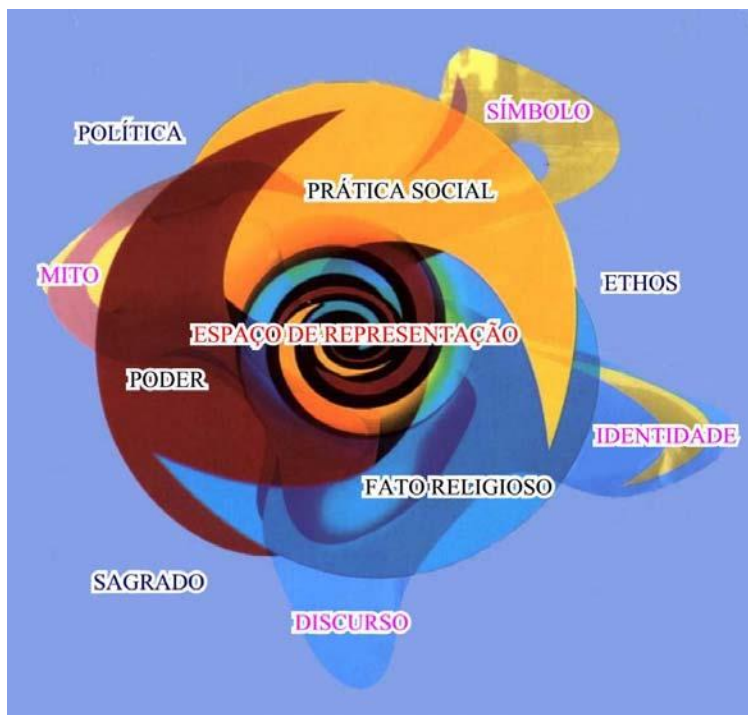 SÍMBOLO
POLÍTICA
PRÁTICA SOCIAL
MITO
ETHOS
ESPAÇO DE REPRESENTAÇÃO
PODER
IDENTIDADE
FATO RELIGIOSO
SAGRADO
DISCURSO